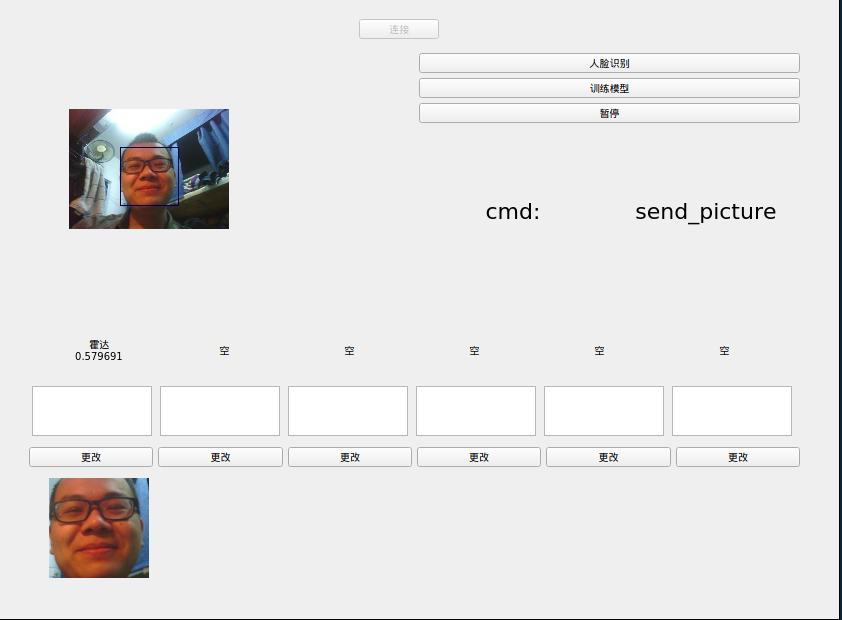 连接
人脸识别
训练模型
暂停
cmd: send_picture
霍达
0.579691
空
空
空
空
空
更改
更改
更改
更改
更改
更改